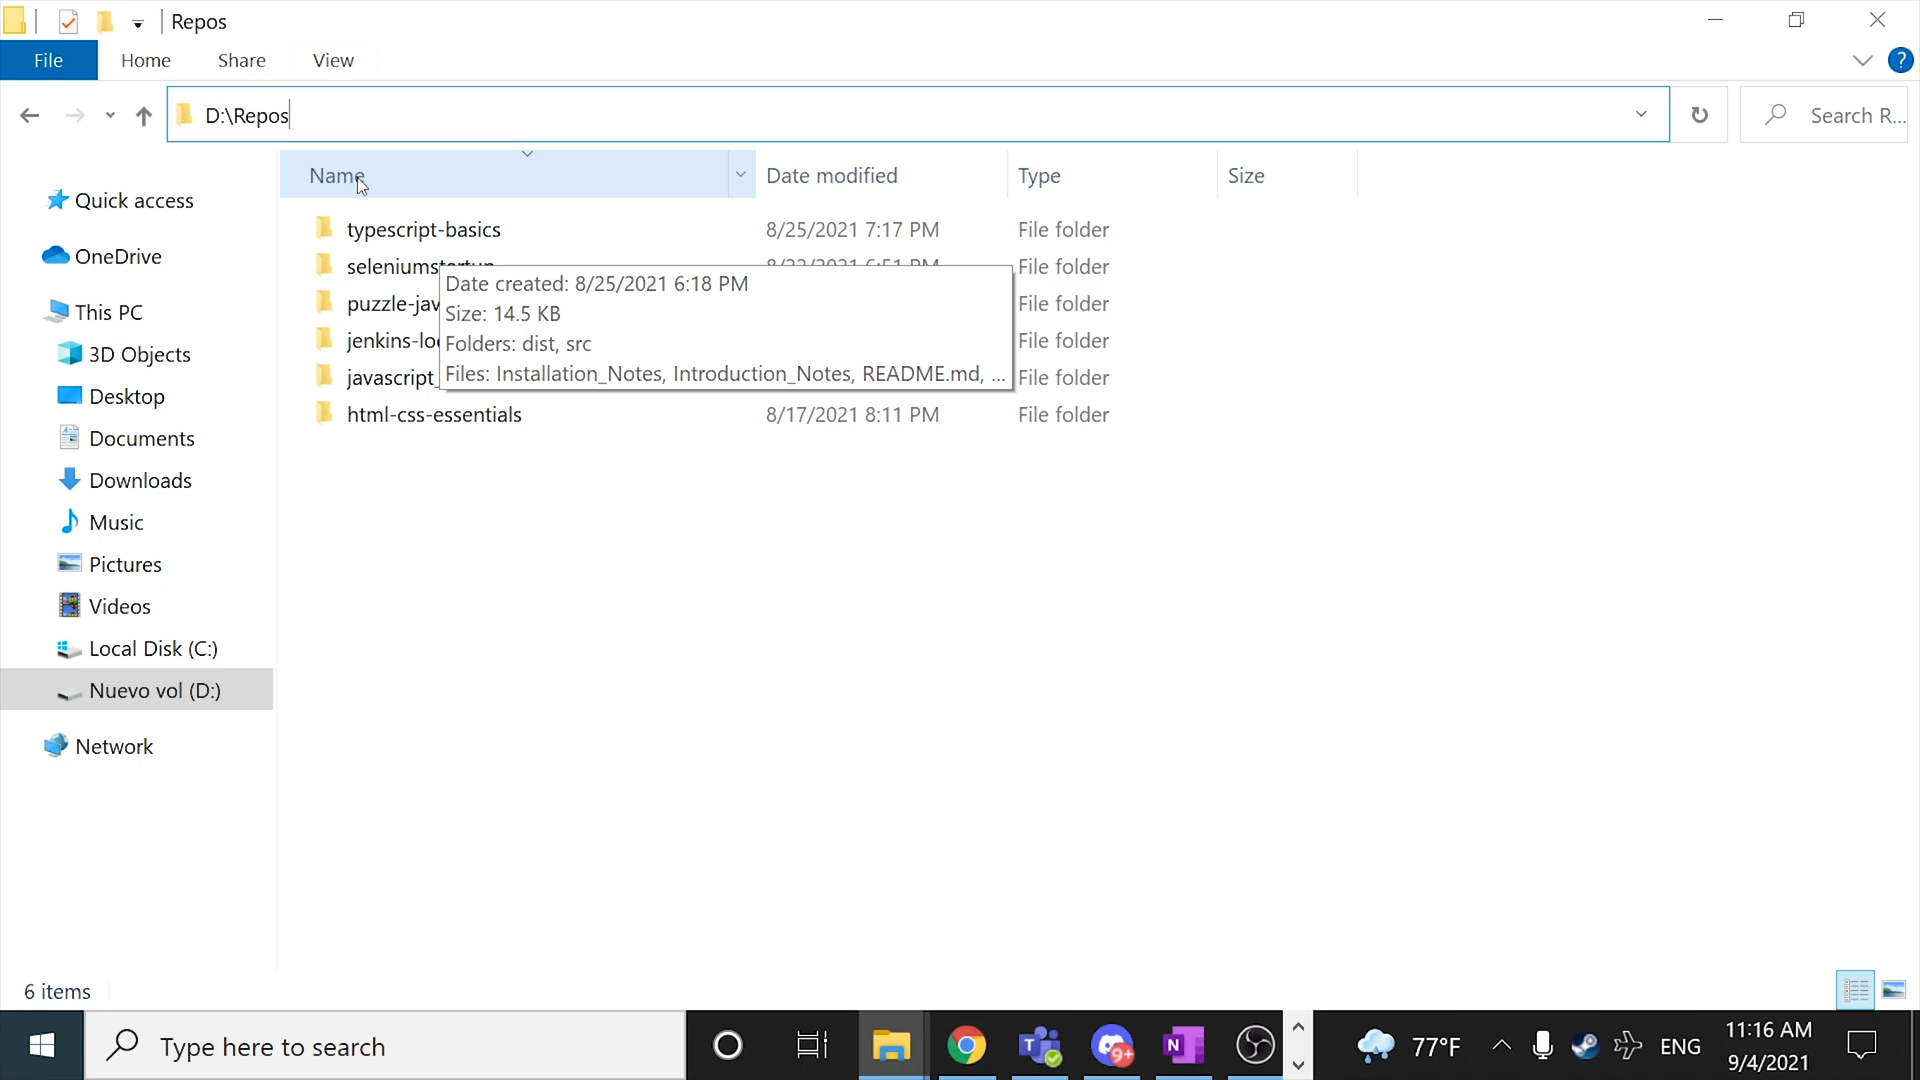 Repos
File Home Share View
?
D:\Repos
Search R...
Name Date modified Type Size
Quick access
OneDrive
This PC
3D Objects
Desktop
Documents
Downloads
Music
Pictures
Videos
Local Disk (C:)
Nuevo vol (D:)
Network
typescript-basics 8/25/2021 7:17 PM File folder
File folder
File folder
File folder
File folder
html-css-essentials 8/17/2021 8:11 PM File folder
Date created: 8/25/2021 6:18 PM
Size: 14.5 KB
Folders: dist, src
Files: Installation_Notes, Introduction_Notes, README.md, ...
6 items
Type here to search
T
9+
N
77°F
ENG
11:16 AM
9/4/2021